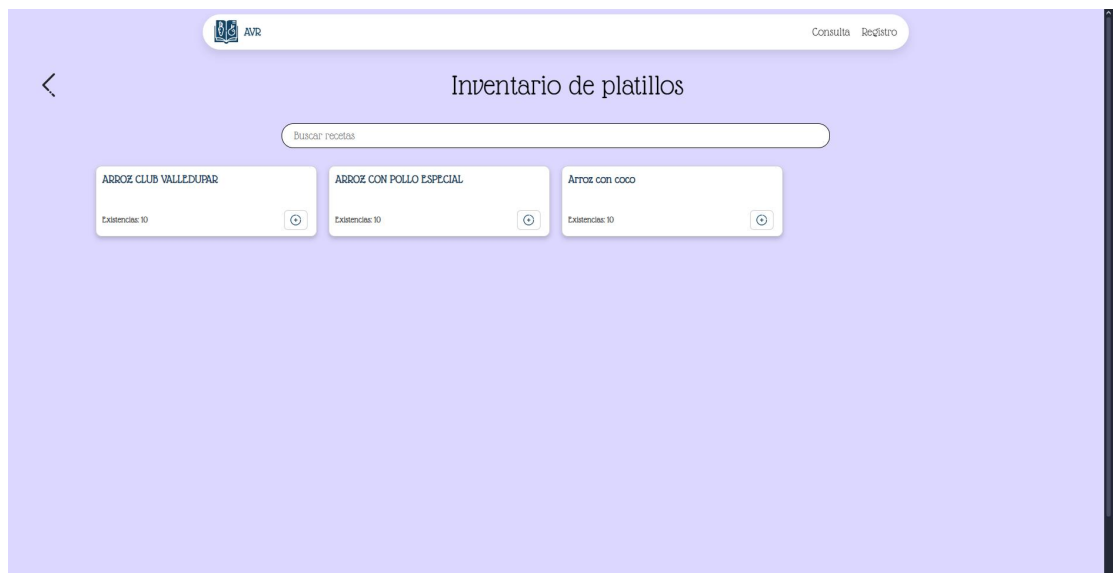 AVR
Consulta Registro
Inventario de platillos
Buscar recetas
ARROZ CLUB VALLEDUPAR
Existencias: 10
ARROZ CON POLLO ESPECIAL
Existencias: 10
Arroz con coco
Existencias: 10